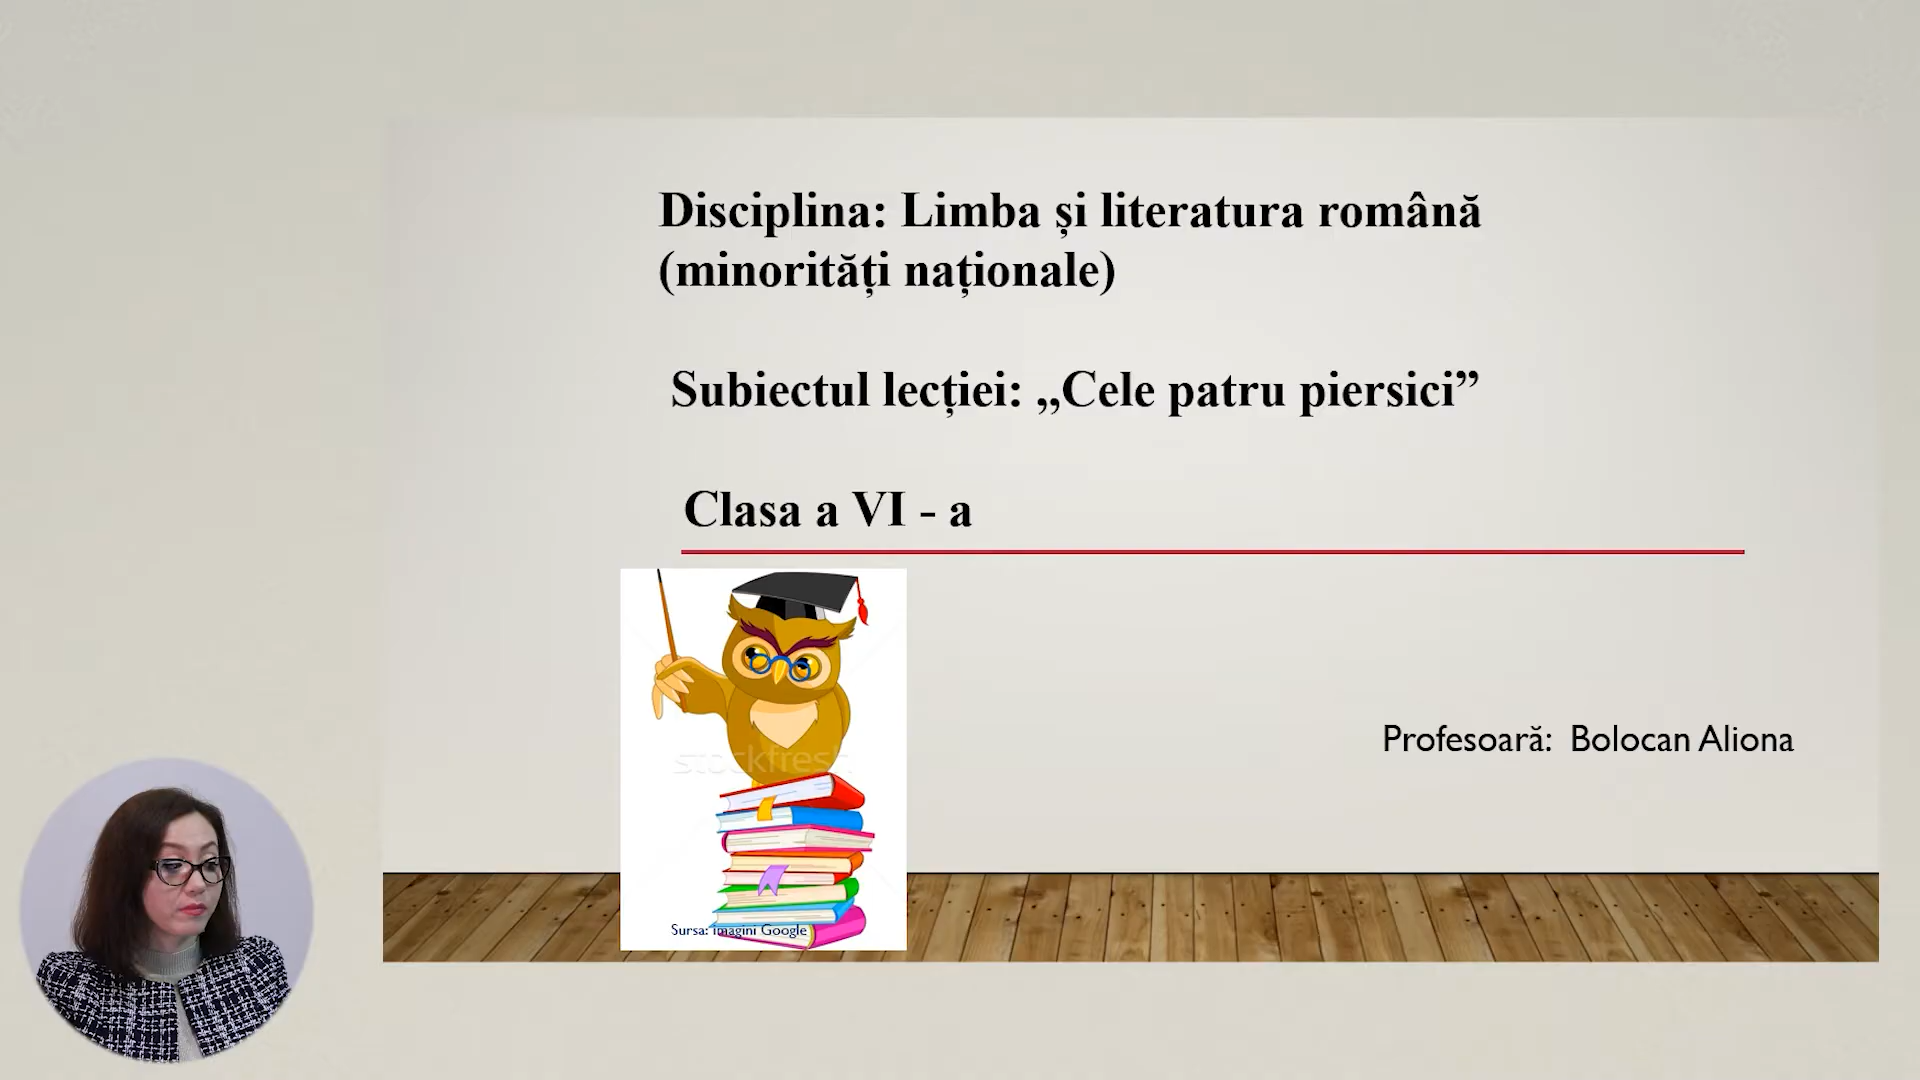 Disciplina: Limba și literatura română
(minorități naționale)
Subiectul lecției: „Cele patru piersici”
Clasa a VI - a
Profesoară: Bolocan Aliona
stockfresh
Sursa: imagini Google